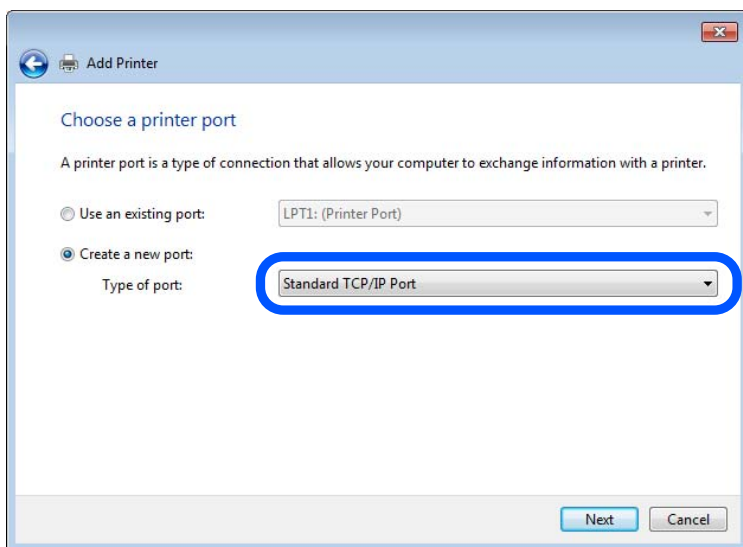 Add Printer
Choose a printer port
A printer port is a type of connection that allows your computer to exchange information with a printer.
Use an existing port: LPT1: (Printer Port)
Create a new port:
Type of port: Standard TCP/IP Port
Next Cancel